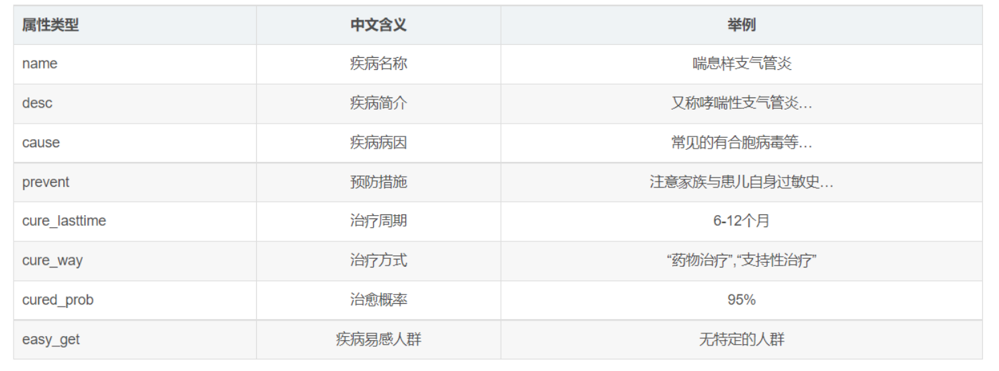 属性类型 中文含义 举例
name 疾病名称 喘息样支气管炎
desc 疾病简介 又称哮喘性支气管炎…
cause 疾病病因 常见的有合胞病毒等…
prevent 预防措施 注意家族与患儿自身过敏史…
cure_lasttime 治疗周期 6-12个月
cure_way 治疗方式 “药物治疗”,“支持性治疗”
cured_prob 治愈概率 95%
easy_get 疾病易感人群 无特定的人群